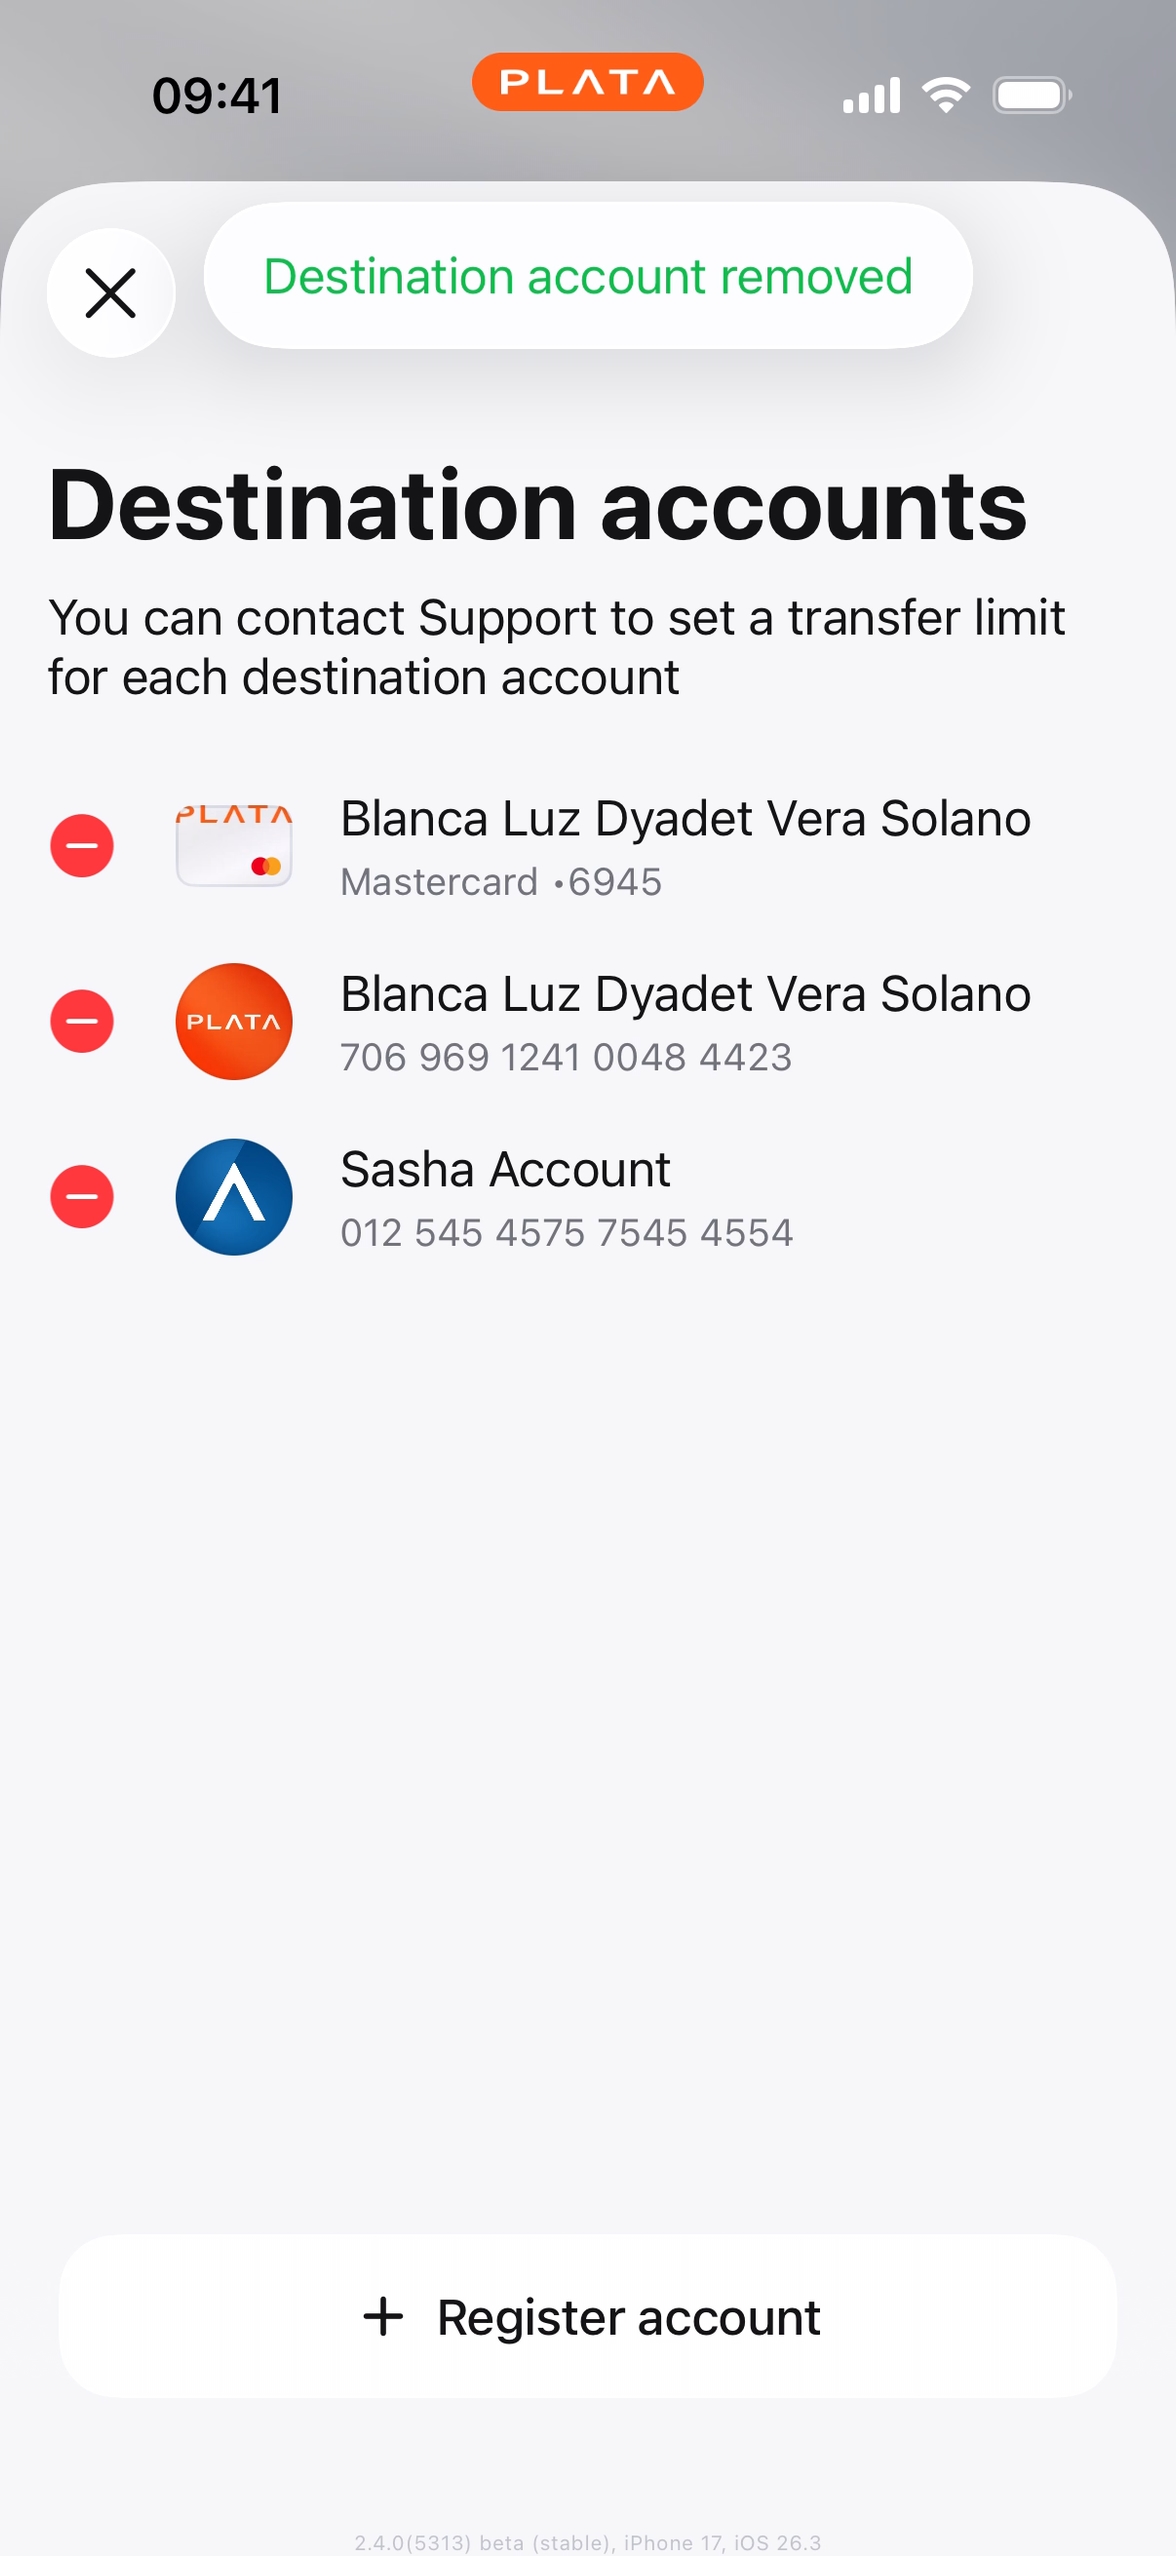 09:41
PLATA
Destination account removed
Destination accounts
You can contact Support to set a transfer limit
for each destination account
PLATA
Blanca Luz Dyadet Vera Solano
Mastercard •6945
PLATA
Blanca Luz Dyadet Vera Solano
706 969 1241 0048 4423
Sasha Account
012 545 4575 7545 4554
+ Register account
2.4.0(5313) beta (stable), iPhone 17, iOS 26.3